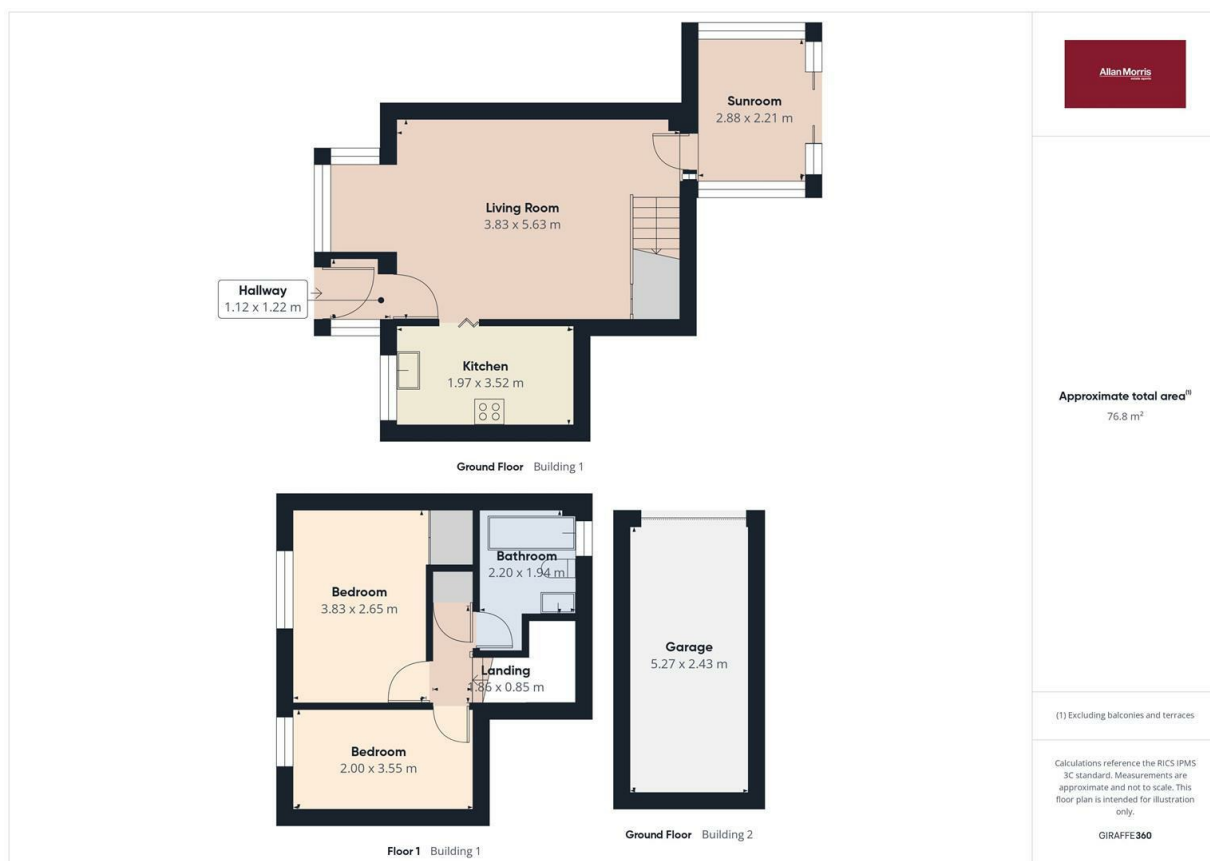 Sunroom
2.88 x 2.21 m
Living Room
3.83 x 5.63 m
Hallway
1.12 x 1.22 m
Kitchen
1.97 x 3.52 m
Ground Floor Building 1
Bedroom
3.83 x 2.65 m
Bathroom
2.20 x 1.94 m
Landing
1.86 x 0.85 m
Bedroom
2.00 x 3.55 m
Floor 1 Building 1
Garage
5.27 x 2.43 m
Ground Floor Building 2
Allan Morris
estate agents
Approximate total area(1)
76.8 m²
(1) Excluding balconies and terraces
Calculations reference the RICS IPMS
3C standard. Measurements are
approximate and not to scale. This
floor plan is intended for illustration
only.
GIRAFFE360